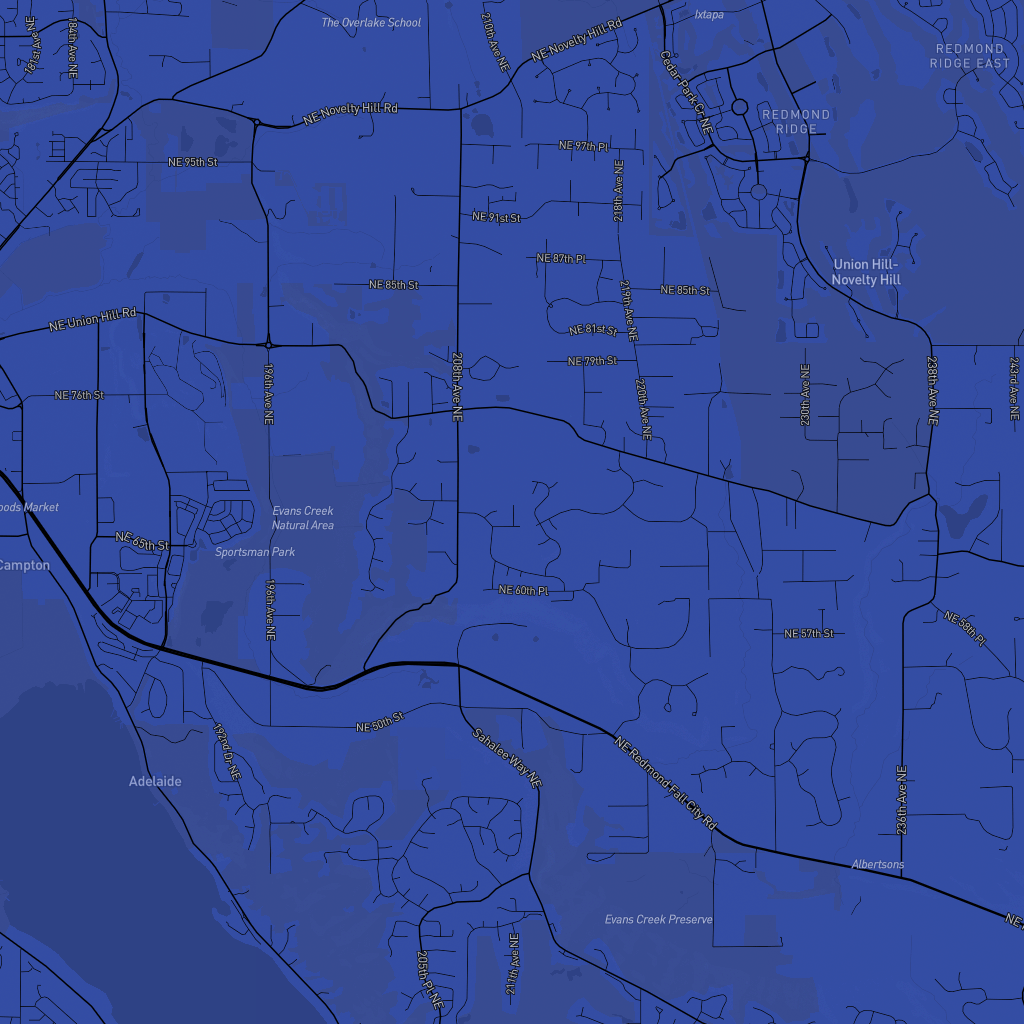 181st Ave NE
184th Ave NE
The Overlake School
210th Ave NE
NE Novelty Hill Rd
Ixtapa
REDMOND
RIDGE EAST
Cedar Park Cr NE
NE Novelty Hill Rd
REDMOND
RIDGE
NE 95th St
NE 97th Pl
218th Ave NE
NE 91st St
NE 87th Pl
Union Hill-
Novelty Hill
NE 85th St
NE 85th St
219th Ave NE
NE Union Hill Rd
NE 81st St
NE 79th St
196th Ave NE
208th Ave NE
220th Ave NE
230th Ave NE
238th Ave NE
243rd Ave NE
NE 76th St
oods Market
Evans Creek
Natural Area
NE 65th St
Sportsman Park
Campton
196th Ave NE
NE 60th Pl
NE 57th St
NE 58th Pl
NE 50th St
192nd Dr NE
Sahalee Way NE
NE Redmond Fall City Rd
Adelaide
236th Ave NE
Albertsons
Evans Creek Preserve
NE
205th Pl NE
211th Ave NE